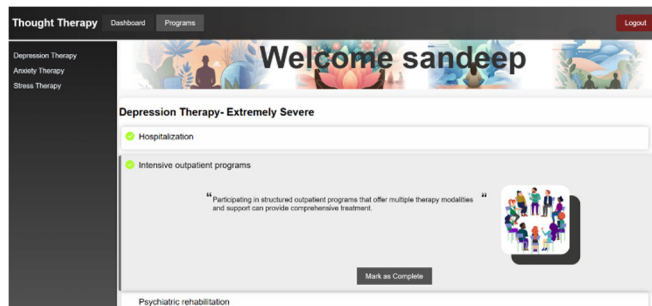 Thought Therapy
Dashboard
Programs
Logout
Depression Therapy
Anxiety Therapy
Stress Therapy
Welcome sandeep
Depression Therapy- Extremely Severe
Hospitalization
Intensive outpatient programs
“ Participating in structured outpatient programs that offer multiple therapy modalities ”
and support can provide comprehensive treatment.
Mark as Complete
Psychiatric rehabilitation